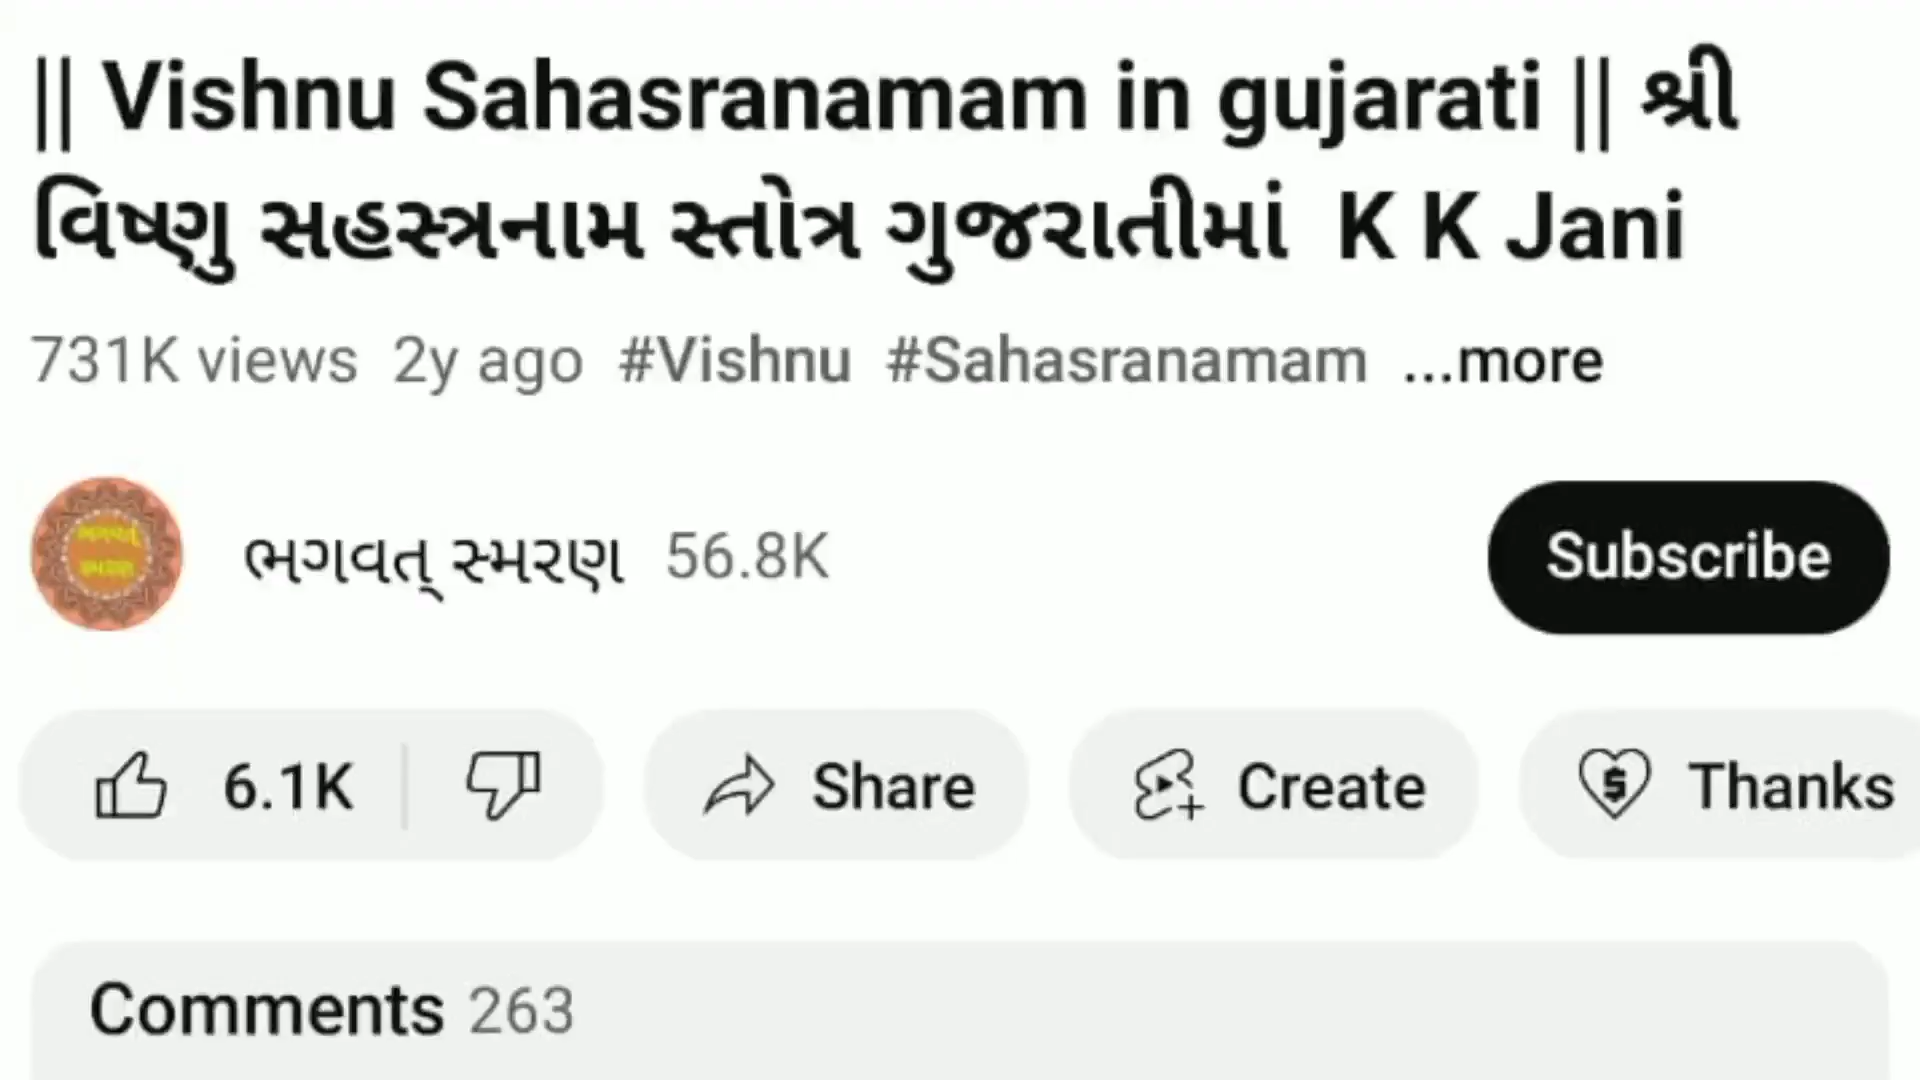 || Vishnu Sahasranamam in gujarati || શ્રી
વિષ્ણુ સહસ્ત્રનામ સ્તોત્ર ગુજરાતીમાં K K Jani
731K views 2y ago #Vishnu #Sahasranamam ...more
ભગવત્ સ્મરણ 56.8K
Subscribe
6.1K
Share
Create
Thanks
Comments 263